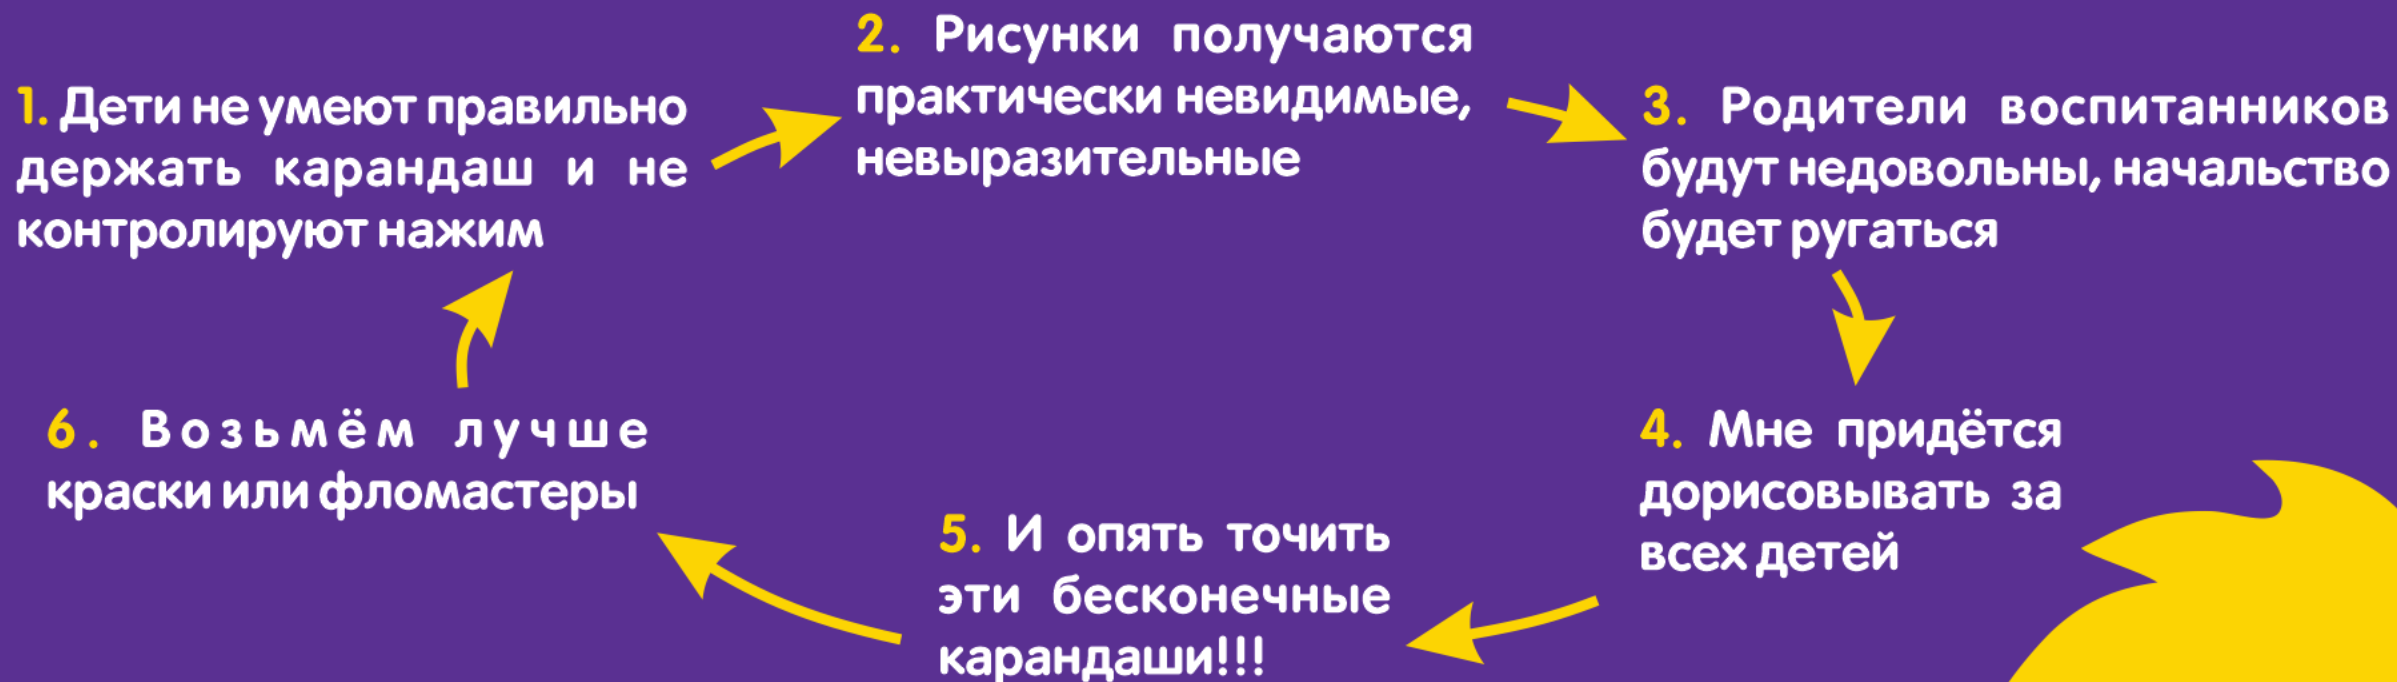 1. Дети не умеют правильно
держать карандаш и не
контролируют нажим
2. Рисунки получаются
практически невидимые,
невыразительные
3. Родители воспитанников
будут недовольны, начальство
будет ругаться
4. Мне придётся
дорисовывать за
всех детей
5. И опять точить
эти бесконечные
карандаши!!!
6. Возьмём лучше
краски или фломастеры